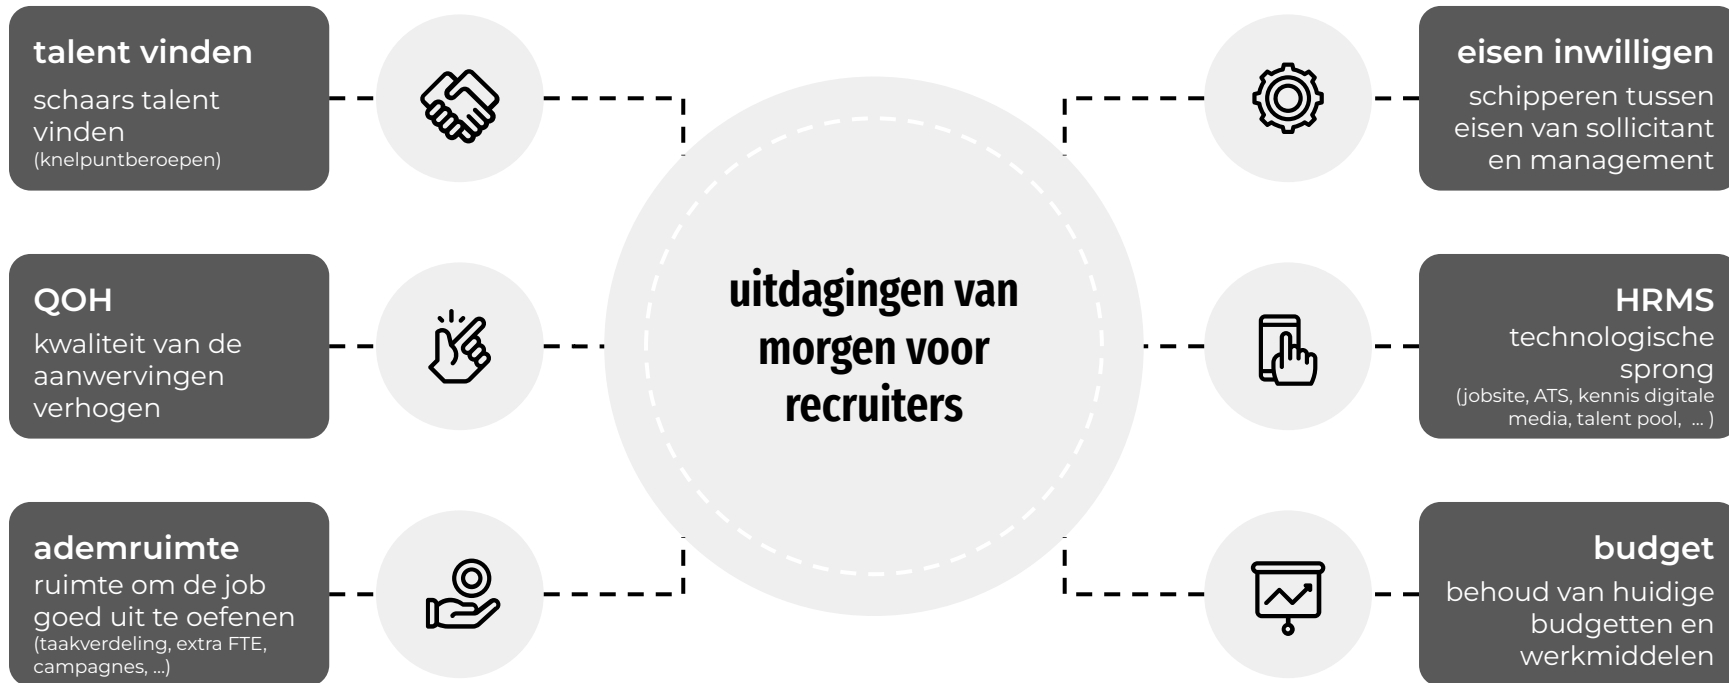 talent vinden
schaars talent
vinden
(knelpuntberoepen)
QOH
kwaliteit van de
aanwervingen
verhogen
ademruimte
ruimte om de job
goed uit te oefenen
(taakverdeling, extra FTE,
campagnes, ...)
uitdagingen van
morgen voor
recruiters
eisen inwilligen
schipperen tussen
eisen van sollicitant
en management
HRMS
technologische
sprong
(jobsite, ATS, kennis digitale
media, talent pool, ... )
budget
behoud van huidige
budgetten en
werkmiddelen